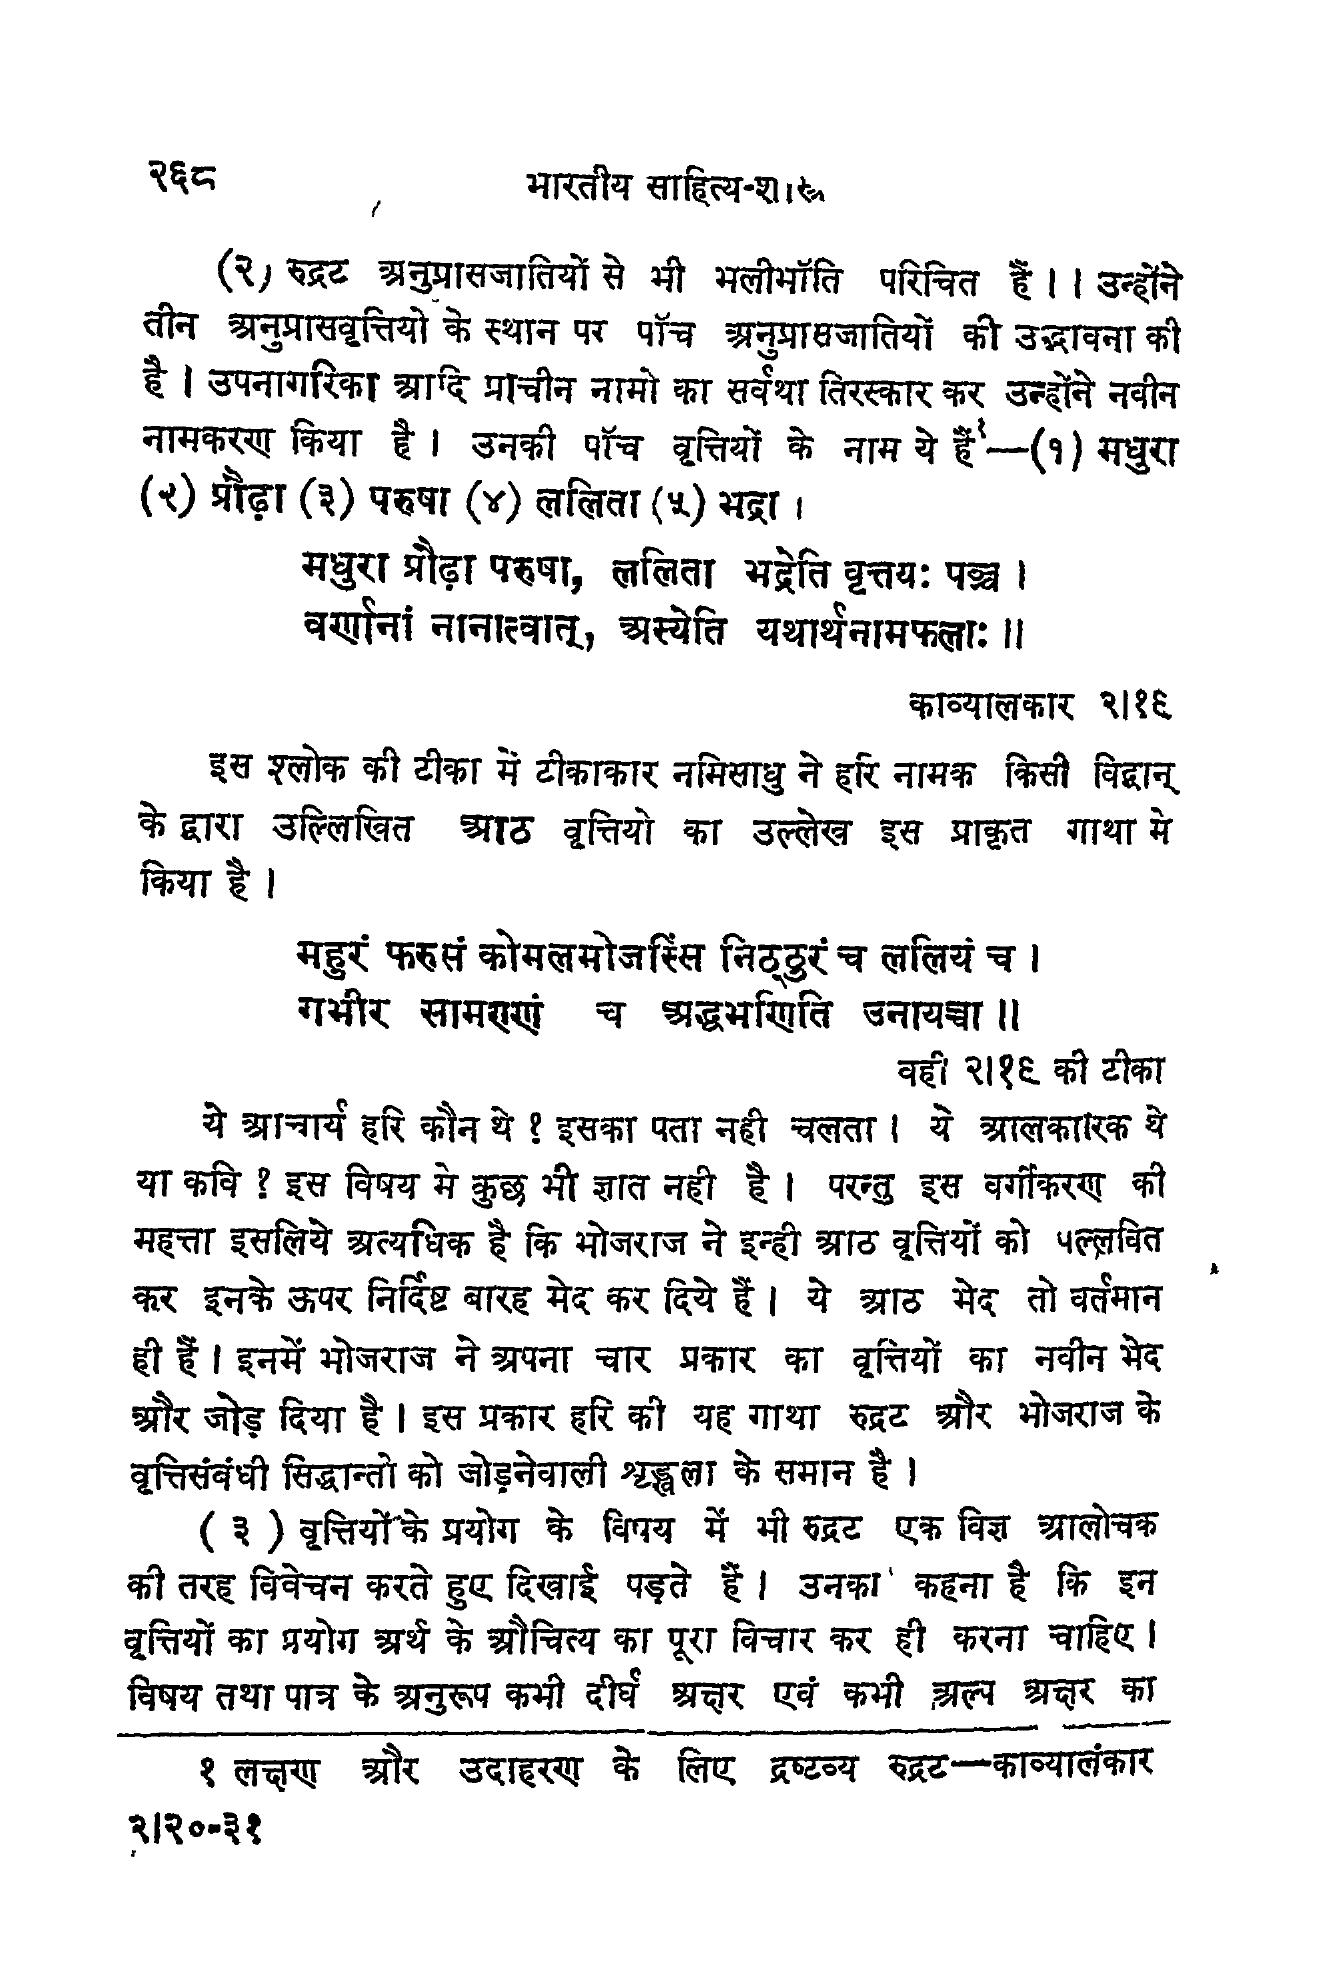 २६८
भारतीय साहित्य-शास्त्र
(२) रुद्रट अनुप्रासजातियों से भी भलीभॉति परिचित हैं।। उन्होंने
तीन अनुप्रासवृत्तियो के स्थान पर पॉच अनुप्रासजातियों की उद्भावना की
है। उपनागरिका आदि प्राचीन नामो का सर्वथा तिरस्कार कर उन्होंने नवीन
नामकरण किया है। उनकी पॉच वृत्तियों के नाम ये हैं१—(१) मधुरा
(२) प्रौढ़ा (३) परुषा (४) ललिता (५) भद्रा।
मधुरा प्रौढ़ा परुषा, ललिता भद्रेति वृत्तयः पञ्च।
वर्णानां नानात्वात्, अस्येति यथार्थनामफलाः॥
काव्यालकार २।१९
इस श्लोक की टीका में टीकाकार नमिसाधु ने हरि नामक किसी विद्वान्
के द्वारा उल्लिखित आठ वृत्तियो का उल्लेख इस प्राकृत गाथा मे
किया है।
महुरं फरुसं कोमलमोजस्सिं निठ्ठुरं च ललियं च।
गभीर सामण्णं च अद्धभणिति उनायव्वा॥
वही २।१९ की टीका
ये आचार्य हरि कौन थे ? इसका पता नही चलता। ये आलकारिक थे
या कवि ? इस विषय मे कुछ भी ज्ञात नही है। परन्तु इस वर्गीकरण की
महत्ता इसलिये अत्यधिक है कि भोजराज ने इन्ही आठ वृत्तियों को पल्लवित
कर इनके ऊपर निर्दिष्ट बारह भेद कर दिये हैं। ये आठ भेद तो वर्तमान
ही हैं। इनमें भोजराज ने अपना चार प्रकार का वृत्तियों का नवीन भेद
और जोड़ दिया है। इस प्रकार हरि की यह गाथा रुद्रट और भोजराज के
वृत्तिसंबंधी सिद्धान्तो को जोड़नेवाली शृङ्खला के समान है।
( ३ ) वृत्तियों के प्रयोग के विषय में भी रुद्रट एक विज्ञ आलोचक
की तरह विवेचन करते हुए दिखाई पड़ते हैं। उनका कहना है कि इन
वृत्तियों का प्रयोग अर्थ के औचित्य का पूरा विचार कर ही करना चाहिए।
विषय तथा पात्र के अनुरूप कभी दीर्घ अक्षर एवं कभी अल्प अक्षर का
१ लक्षण और उदाहरण के लिए द्रष्टव्य रुद्रट—काव्यालंकार
२।२०-३१